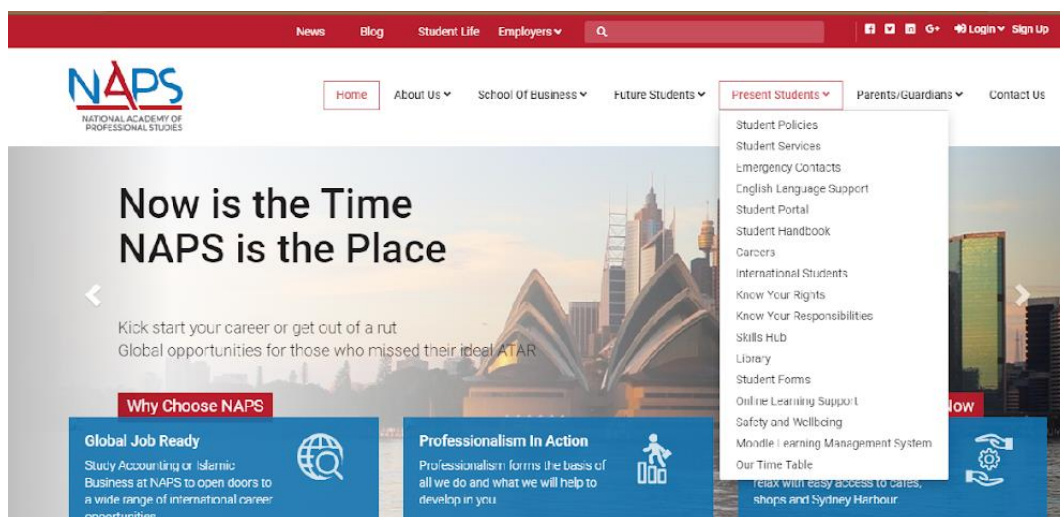 News Blog Student Life Employers Login Sign Up
NAPS
NATIONAL ACADEMY OF
PROFESSIONAL STUDIES
Home About Us School Of Business Future Students Present Students Parents/Guardians Contact Us
Student Policies
Student Services
Emergency Contacts
English Language Support
Student Portal
Student Handbook
Careers
International Students
Know Your Rights
Know Your Responsibilities
Skills Hub
Library
Student Forms
Online Learning Support
Safety and Wellbeing
Moodle Learning Management System
Our Time Table
Now is the Time
NAPS is the Place
Kick start your career or get out of a rut
Global opportunities for those who missed their ideal ATAR
Why Choose NAPS
Global Job Ready
Study Accounting or Islamic
Business at NAPS to open doors to
a wide range of international career
opportunities
Professionalism In Action
Professionalism forms the basis of
all we do and what we will help to
develop in you.
Now
relax with easy access to cafes,
shops and Sydney Harbour.